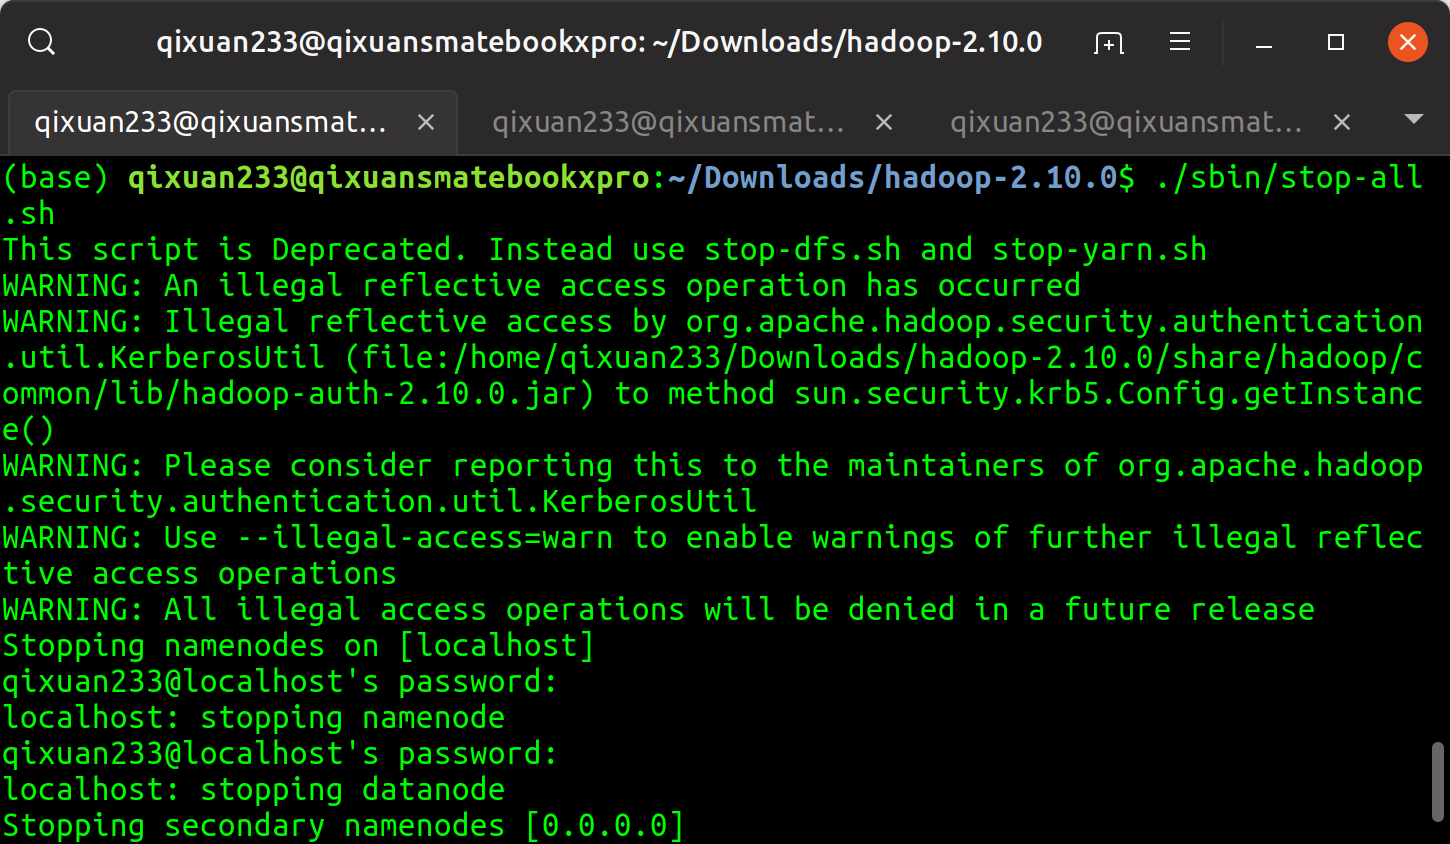 qixuan233@qixuansmatebookxpro: ~/Downloads/hadoop-2.10.0
qixuan233@qixuansmat... qixuan233@qixuansmat... qixuan233@qixuansmat...
(base) qixuan233@qixuansmatebookxpro:~/Downloads/hadoop-2.10.0$ ./sbin/stop-all
.sh
This script is Deprecated. Instead use stop-dfs.sh and stop-yarn.sh
WARNING: An illegal reflective access operation has occurred
WARNING: Illegal reflective access by org.apache.hadoop.security.authentication
.util.KerberosUtil (file:/home/qixuan233/Downloads/hadoop-2.10.0/share/hadoop/c
ommon/lib/hadoop-auth-2.10.0.jar) to method sun.security.krb5.Config.getInstanc
e()
WARNING: Please consider reporting this to the maintainers of org.apache.hadoop
.security.authentication.util.KerberosUtil
WARNING: Use --illegal-access=warn to enable warnings of further illegal reflec
tive access operations
WARNING: All illegal access operations will be denied in a future release
Stopping namenodes on [localhost]
qixuan233@localhost's password:
localhost: stopping namenode
qixuan233@localhost's password:
localhost: stopping datanode
Stopping secondary namenodes [0.0.0.0]